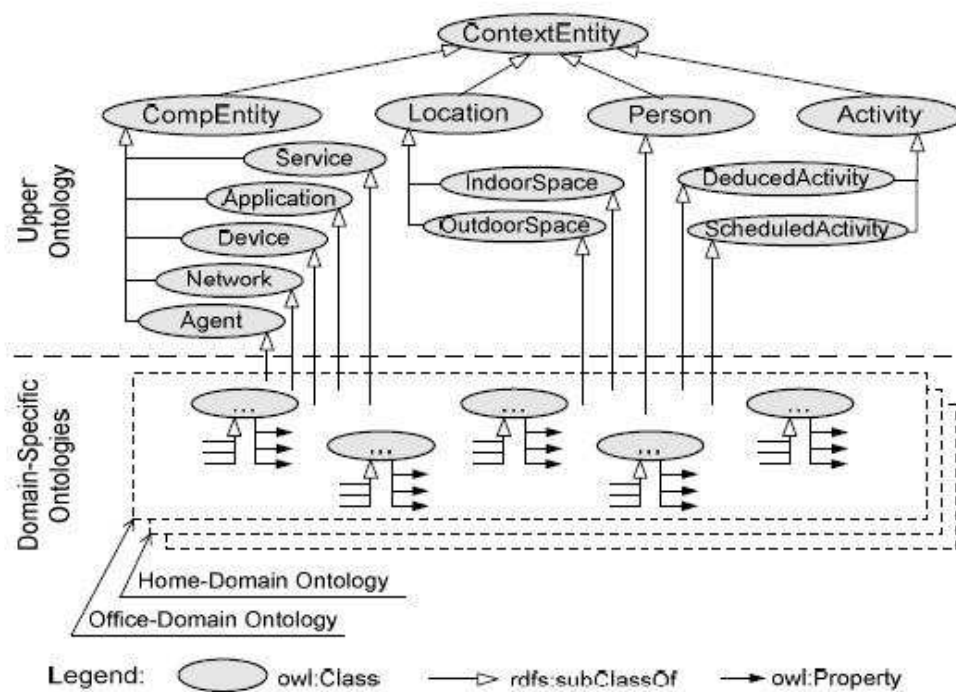 ContextEntity
CompEntity
Location
Person
Activity
Service
Application
Device
Network
Agent
IndoorSpace
OutdoorSpace
DeducedActivity
ScheduledActivity
Upper
Ontology
Domain-Specific
Ontologies
...
...
...
...
...
Home-Domain Ontology
Office-Domain Ontology
Legend: owl:Class rdfs:subClassOf owl:Property